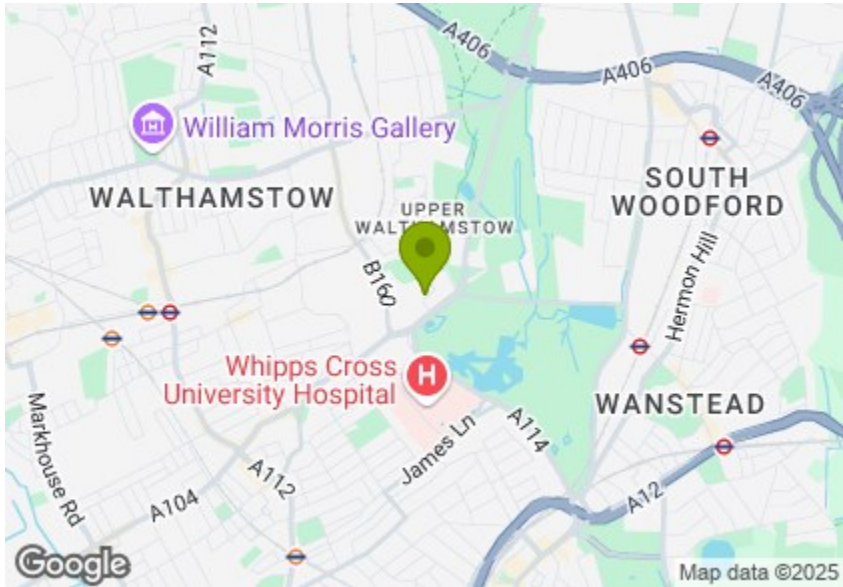 A112
A406
A406
A406
William Morris Gallery
WALTHAMSTOW
SOUTH
WOODFORD
UPPER
WALTHAMSTOW
B160
Hermon Hill
Whipps Cross
University Hospital
H
WANSTEAD
Markhouse Rd
James Ln
A114
A112
A104
A12
Google
Map data ©2025